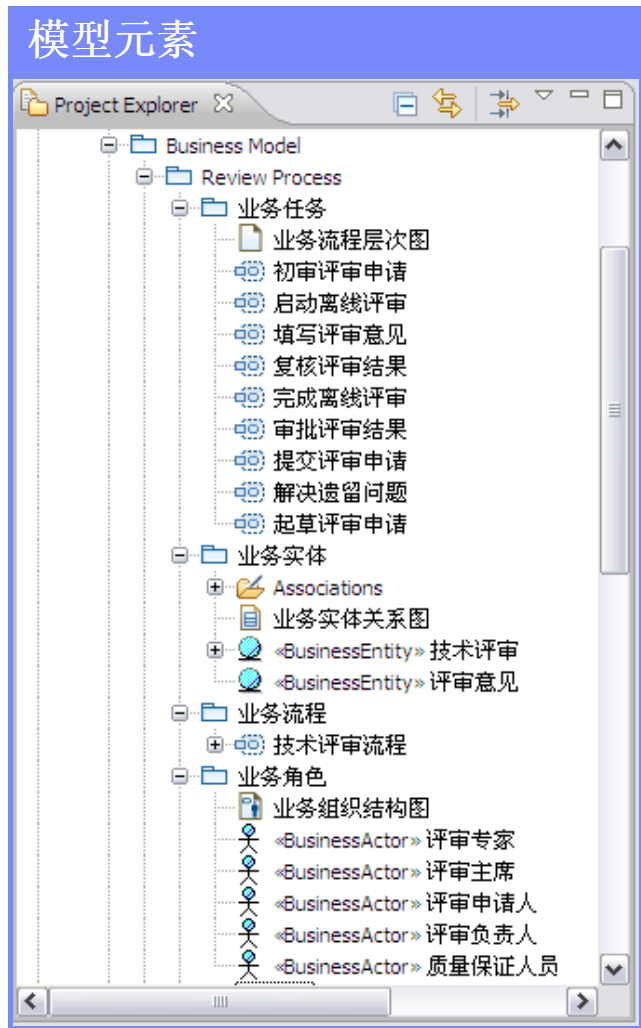 模型元素
Project Explorer
Business Model
Review Process
业务任务
业务流程层次图
初审评审申请
启动离线评审
填写评审意见
复核评审结果
完成离线评审
审批评审结果
提交评审申请
解决遗留问题
起草评审申请
业务实体
Associations
业务实体关系图
«BusinessEntity» 技术评审
«BusinessEntity» 评审意见
业务流程
技术评审流程
业务角色
业务组织结构图
«BusinessActor» 评审专家
«BusinessActor» 评审主席
«BusinessActor» 评审申请人
«BusinessActor» 评审负责人
«BusinessActor» 质量保证人员